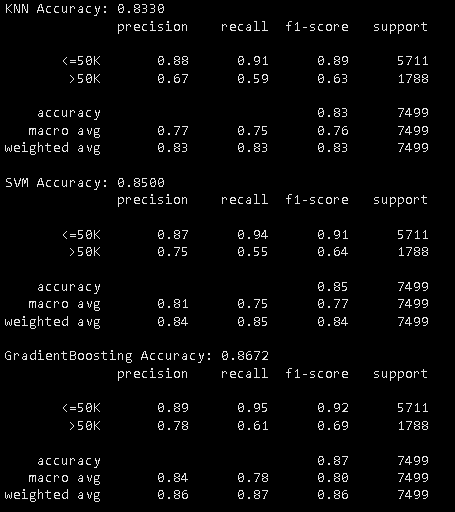 KNN Accuracy: 0.8330
precision recall f1-score support
<=50K 0.88 0.91 0.89 5711
>50K 0.67 0.59 0.63 1788
accuracy 0.83 7499
macro avg 0.77 0.75 0.76 7499
weighted avg 0.83 0.83 0.83 7499
SVM Accuracy: 0.8500
precision recall f1-score support
<=50K 0.87 0.94 0.91 5711
>50K 0.75 0.55 0.64 1788
accuracy 0.85 7499
macro avg 0.81 0.75 0.77 7499
weighted avg 0.84 0.85 0.84 7499
GradientBoosting Accuracy: 0.8672
precision recall f1-score support
<=50K 0.89 0.95 0.92 5711
>50K 0.78 0.61 0.69 1788
accuracy 0.87 7499
macro avg 0.84 0.78 0.80 7499
weighted avg 0.86 0.87 0.86 7499